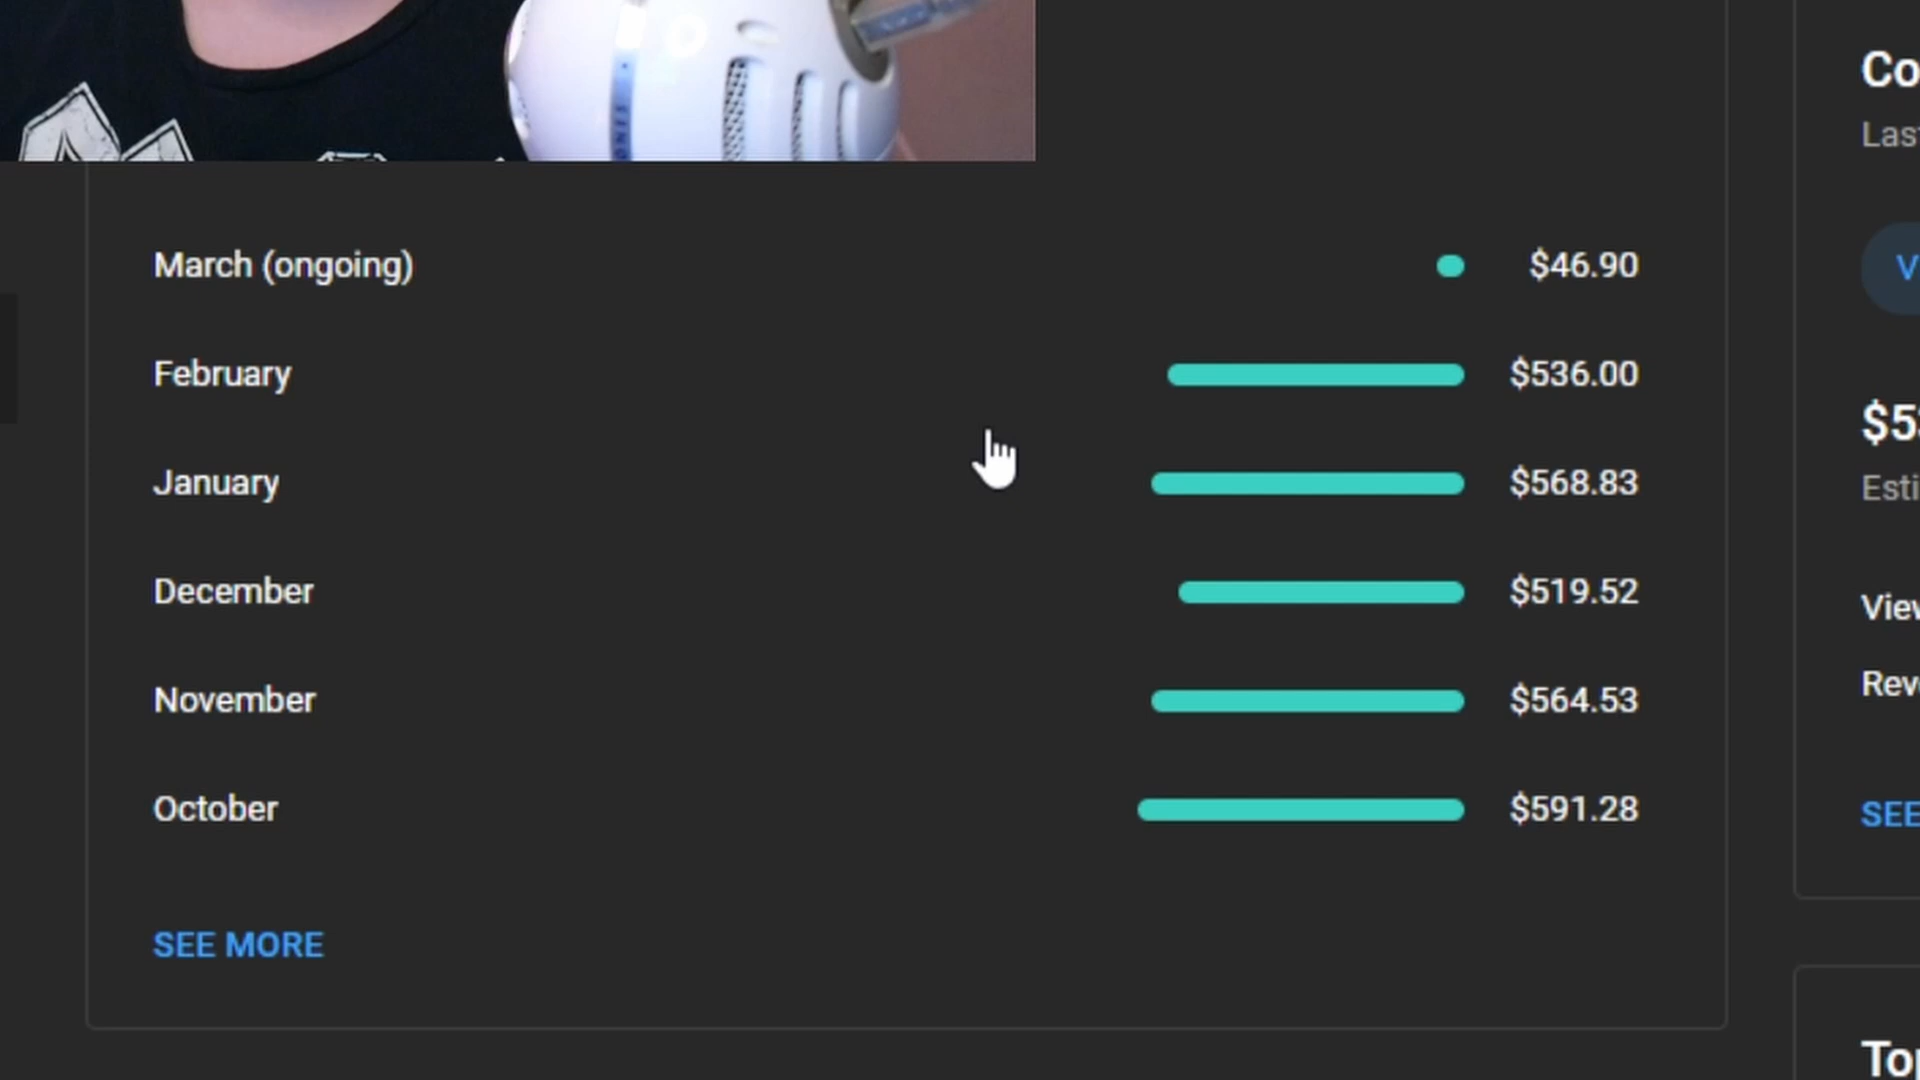 March (ongoing) $46.90
February $536.00
January $568.83
December $519.52
November $564.53
October $591.28
SEE MORE